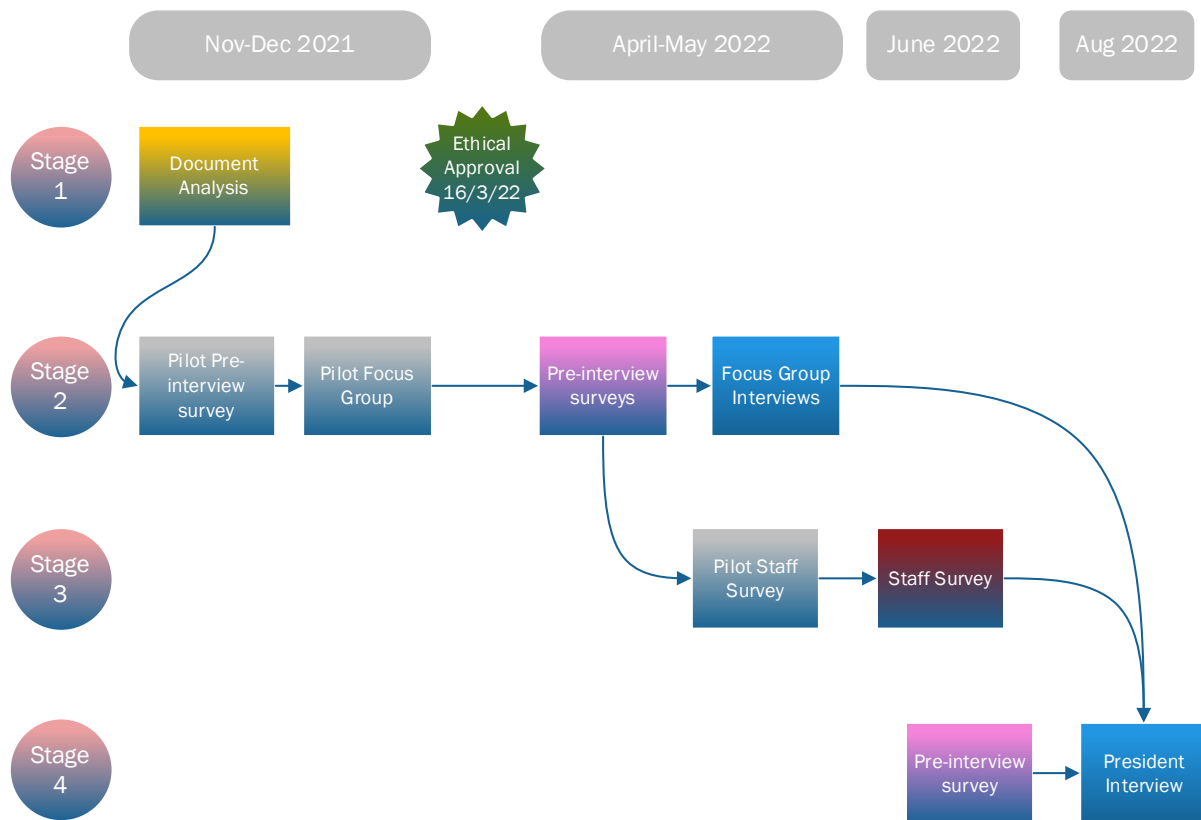 Nov-Dec 2021
April-May 2022
June 2022
Aug 2022
Stage
1
Document
Analysis
Ethical
Approval
16/3/22
Stage
2
Pilot Pre-
interview
survey
Pilot Focus
Group
Pre-interview
surveys
Focus Group
Interviews
Stage
3
Pilot Staff
Survey
Staff Survey
Stage
4
Pre-interview
survey
President
Interview